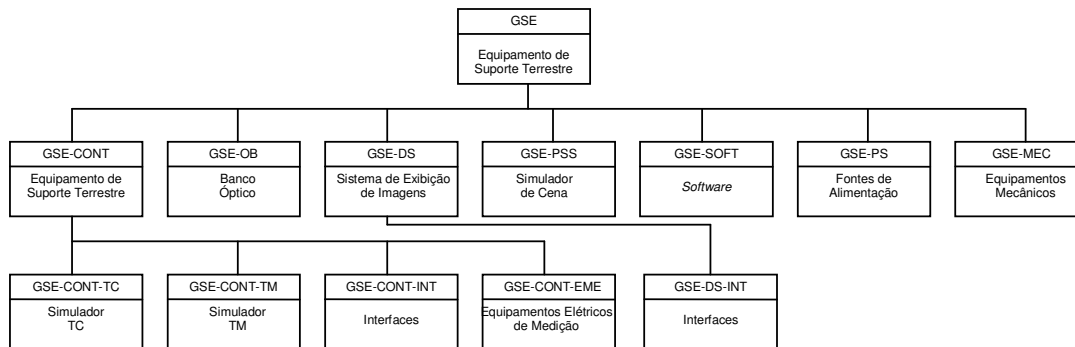 GSE
Equipamento de
Suporte Terrestre
GSE-CONT
Equipamento de
Suporte Terrestre
GSE-OB
Banco
Óptico
GSE-DS
Sistema de Exibição
de Imagens
GSE-PSS
Simulador
de Cena
GSE-SOFT
Software
GSE-PS
Fontes de
Alimentação
GSE-MEC
Equipamentos
Mecânicos
GSE-CONT-TC
Simulador
TC
GSE-CONT-TM
Simulador
TM
GSE-CONT-INT
Interfaces
GSE-CONT-EME
Equipamentos Elétricos
de Medição
GSE-DS-INT
Interfaces